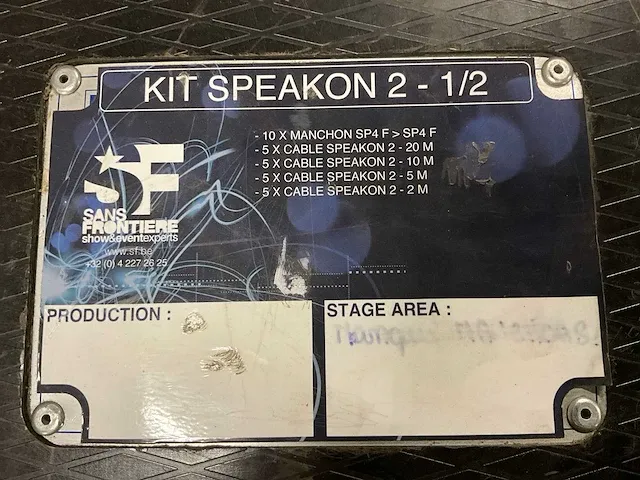 KIT SPEAKON 2 - 1/2
- 10 X MANCHON SP4 F > SP4 F
- 5 X CABLE SPEAKON 2 - 20 M
- 5 X CABLE SPEAKON 2 - 10 M
- 5 X CABLE SPEAKON 2 - 5 M
- 5 X CABLE SPEAKON 2 - 2 M
SF
SANS
FRONTIERE
show&eventexperts
www.sf.be
+32 (0) 4 227 26 25
PRODUCTION :
STAGE AREA :